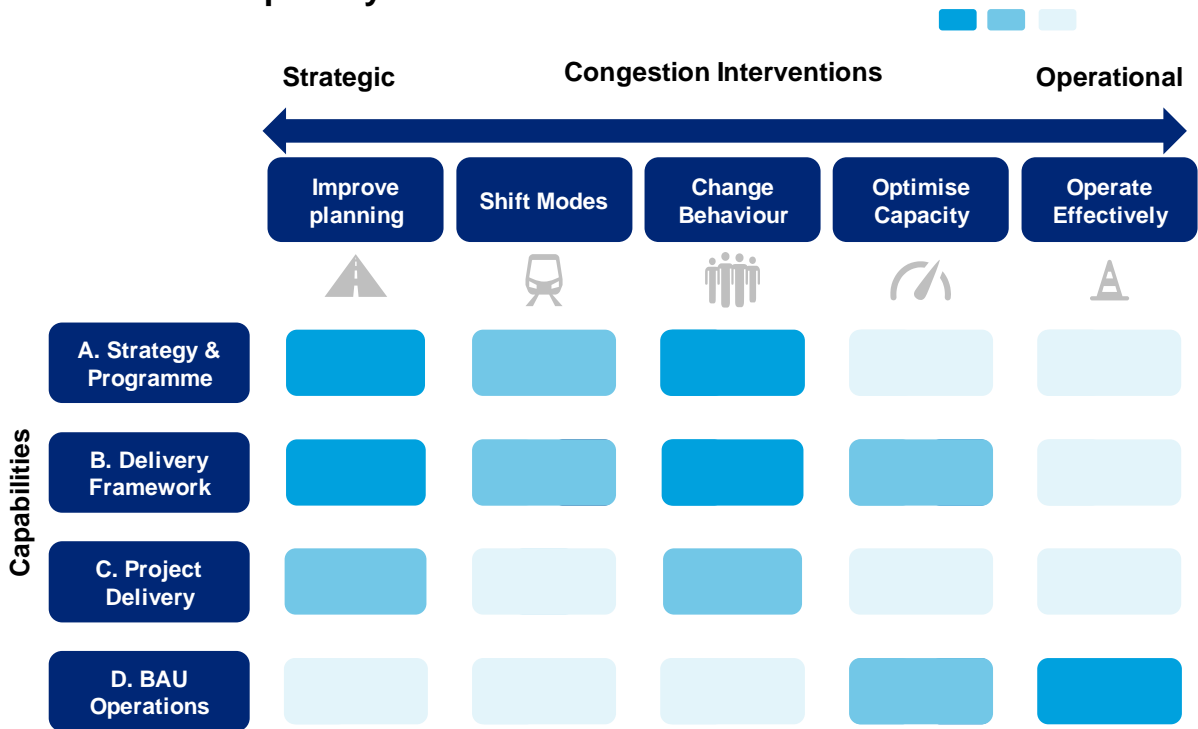 Strategic
Congestion Interventions
Operational
Improve
planning
Shift Modes
Change
Behaviour
Optimise
Capacity
Operate
Effectively
Capabilities
A. Strategy &
Programme
B. Delivery
Framework
C. Project
Delivery
D. BAU
Operations